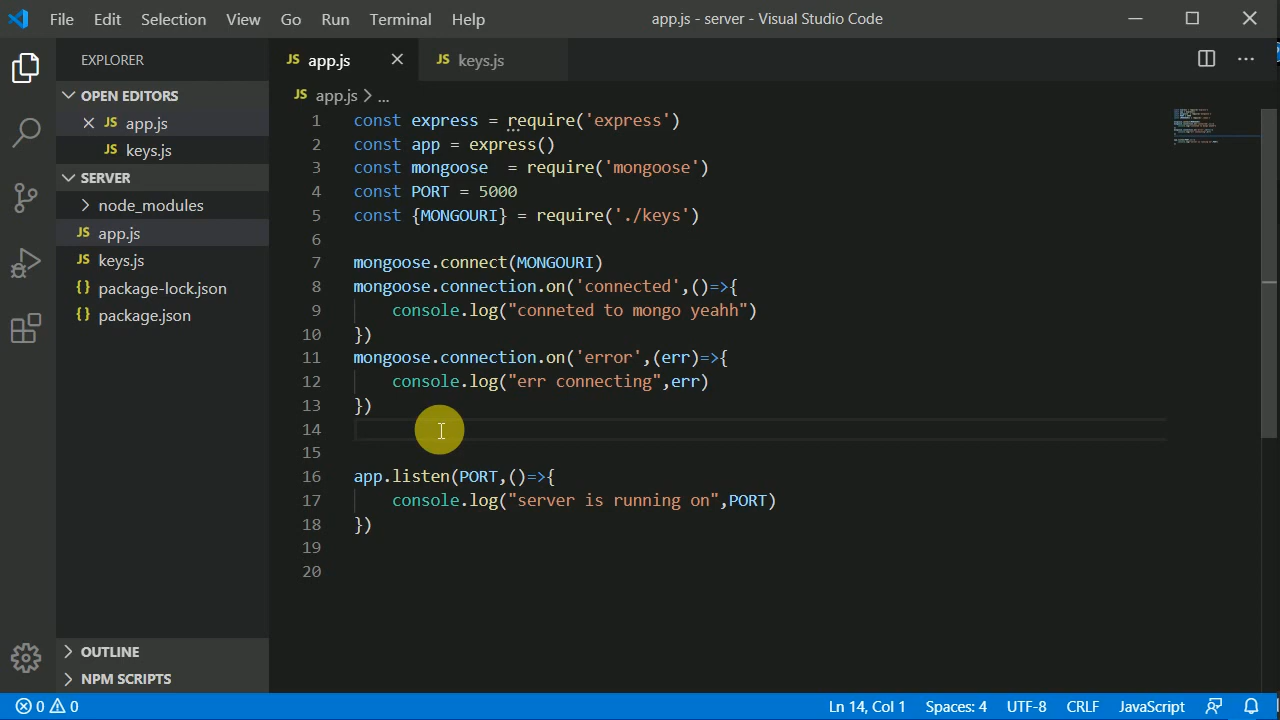 File Edit Selection View Go Run Terminal Help app.js - server - Visual Studio Code
EXPLORER
OPEN EDITORS
JS app.js
JS keys.js
SERVER
node_modules
JS app.js
JS keys.js
{} package-lock.json
{} package.json
OUTLINE
NPM SCRIPTS
JS app.js JS keys.js
JS app.js > ...
1 const express = require('express')
2 const app = express()
3 const mongoose  = require('mongoose')
4 const PORT = 5000
5 const {MONGOURI} = require('./keys')
6
7 mongoose.connect(MONGOURI)
8 mongoose.connection.on('connected',()=>{
9     console.log("conneted to mongo yeahh")
10 })
11 mongoose.connection.on('error',(err)=>{
12     console.log("err connecting",err)
13 })
14
15
16 app.listen(PORT,()=>{
17     console.log("server is running on",PORT)
18 })
19
20
0 0 Ln 14, Col 1 Spaces: 4 UTF-8 CRLF JavaScript